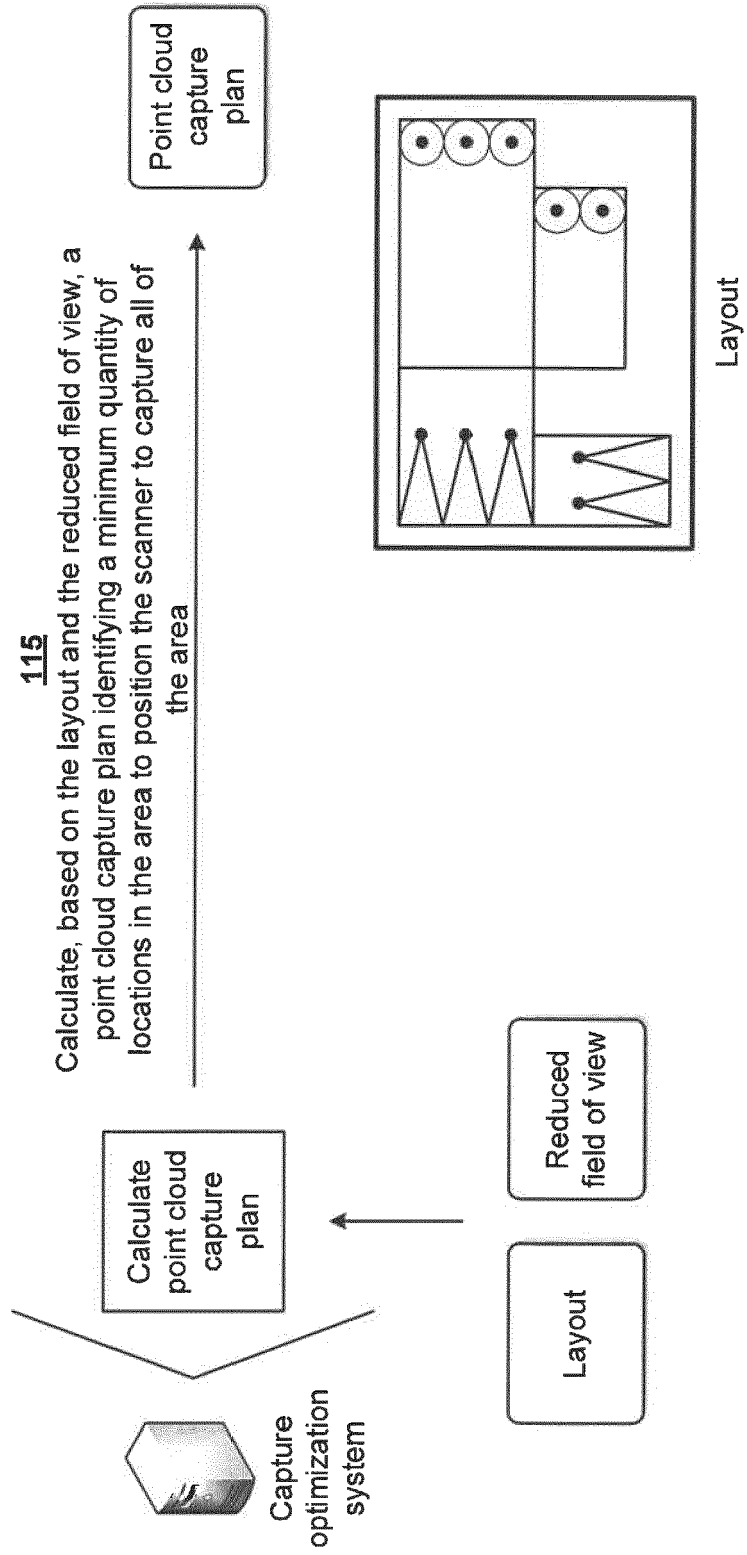 115
Calculate, based on the layout and the reduced field of view, a
point cloud capture plan identifying a minimum quantity of
locations in the area to position the scanner to capture all of
the area
Capture
optimization
system
Calculate
point cloud
capture
plan
Point cloud
capture
plan
Layout
Reduced
field of view
Layout